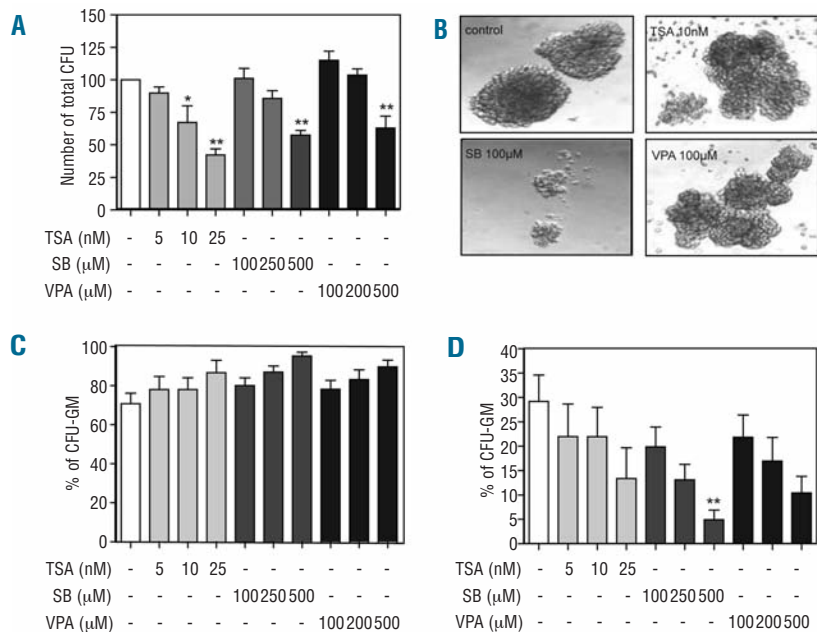 A
Number of total CFU
150
125
100
75
50
25
0
*
**
**
**
TSA (nM) - 5 10 25 - - - - - -
SB (μM) - - - - 100 250 500 - - -
VPA (μM) - - - - - - - 100 200 500
B
control
TSA 10nM
SB 100μM
VPA 100μM
C
% of CFU-GM
100
80
60
40
20
0
TSA (nM) - 5 10 25 - - - - - -
SB (μM) - - - - 100 250 500 - - -
VPA (μM) - - - - - - - 100 200 500
D
% of CFU-GM
40
35
30
25
20
15
10
5
0
**
TSA (nM) - 5 10 25 - - - - - -
SB (μM) - - - - 100 250 500 - - -
VPA (μM) - - - - - - - 100 200 500